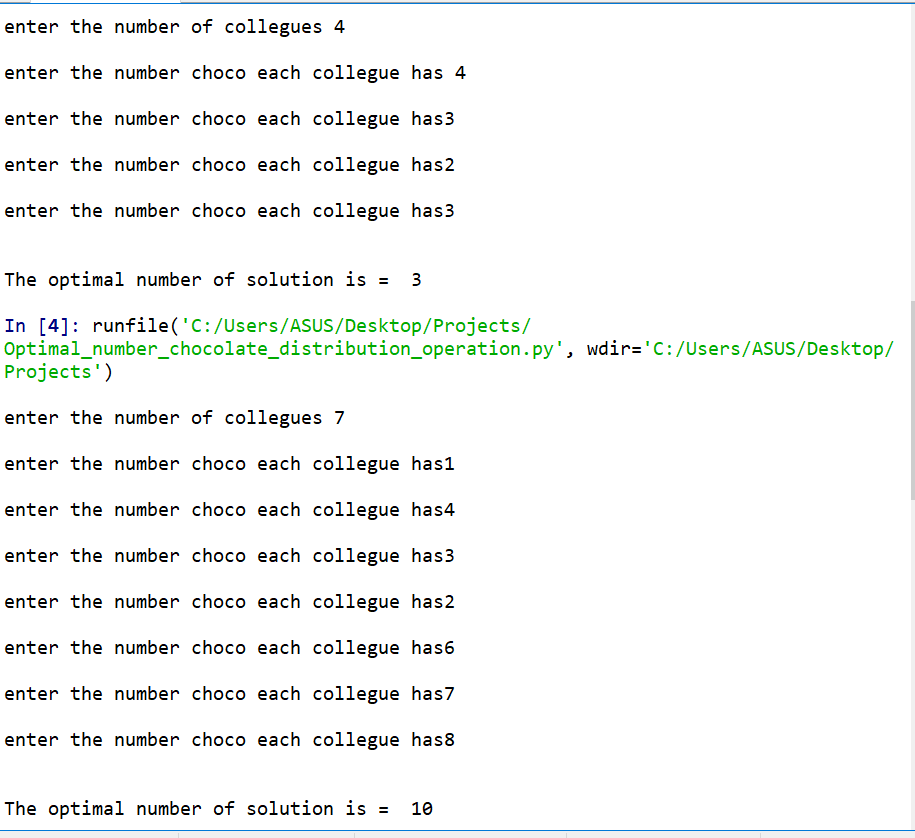 enter the number of collegues 4
enter the number choco each collegue has 4
enter the number choco each collegue has3
enter the number choco each collegue has2
enter the number choco each collegue has3
The optimal number of solution is =  3
In [4]: runfile('C:/Users/ASUS/Desktop/Projects/
Optimal_number_chocolate_distribution_operation.py', wdir='C:/Users/ASUS/Desktop/
Projects')
enter the number of collegues 7
enter the number choco each collegue has1
enter the number choco each collegue has4
enter the number choco each collegue has3
enter the number choco each collegue has2
enter the number choco each collegue has6
enter the number choco each collegue has7
enter the number choco each collegue has8
The optimal number of solution is =  10